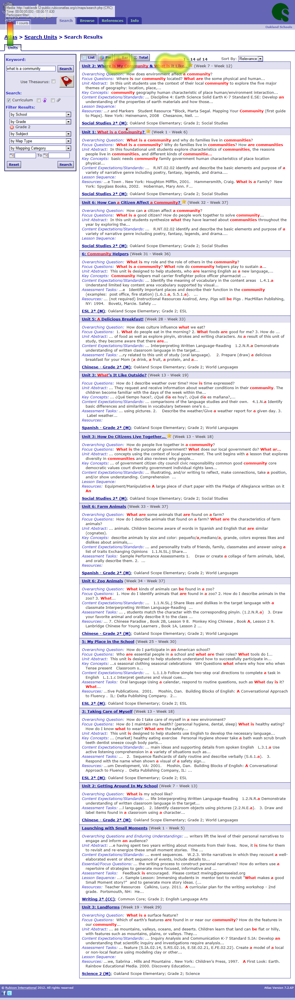 Media: http://oaklandk12-public.rubiconatlas.org/c/maps/search.php (CRC)
Time: 00:00:00.000 - 00:00:11.830
Participant filter:
1 counts
Search Browse References Info
Oakland Schools
Atlas > Search Units > Search Results
Units
Keyword:
what is a community Search
Use Thesaurus:
Search:
Curriculum
Filter Results:
by School
by Grade
Grade 2
by Subject
by Map Type
by Mapping Category
To
Reset Search
List Pie Bar Σ Total 1 - 14 of 14 Sort By: Relevance
Unit 2: Where is My Community & What is it Like... (Week 7 - Week 12)
Overarching Question: How does environment affect a community?
Focus Questions: Where is our community located? What are the some physical and human...
Unit Abstract: In this unit students use the context of their local community to explore the five major
themes of geography: location, place,...
Key Concepts: community geography human characteristic of place human/environment interaction...
Content Expectations/Standards: ... Discipline 4: Earth Science Solid Earth K-7 Standard E.SE: Develop an
understanding of the properties of earth materials and how those...
Lesson Sequence:
Resources: ...r and Markers Student Resource *Block, Marta Segal. Mapping Your Community (first guide
to Maps). New York: Heinemann, 2008 Chesanow, Neil. ...
Social Studies 2* (M); Oakland Scope Elementary; Grade 2; Social Studies
Unit 1: What is a Community? (Week 1 - Week 6)
Overarching Question: What is a community and why do families live in communities?
Focus Questions: What is a community? Why do families live in communities? How are communities
Unit Abstract: In this foundational unit students explore characteristics of communities, the reasons
people live in communities, and different kinds of communitie...
Key Concepts: basic needs community family government human characteristics of place location
physical...
Content Expectations/Standards: ... R.NT.02.02 identify and describe the basic elements and purpose of a
variety of narrative genre including poetry, fantasy, legends, and drama....
Lesson Sequence:
Resources: ...e Town . New York: Houghton Mifflin, 2001. Hammersmith, Craig. What is a Family? New
York: Spyglass Books, 2002. Hoberman, Mary Ann. F...
Social Studies 2* (M); Oakland Scope Elementary; Grade 2; Social Studies
Unit 6: How Can a Citizen Affect a Community? (Week 32 - Week 37)
Overarching Question: How can a citizen affect a community?
Focus Questions: What is a good citizen? How do people work together to solve community...
Unit Abstract: In this unit students synthesize what they have learned about communities throughout the
year by exploring the...
Content Expectations/Standards: ... R.NT.02.02 identify and describe the basic elements and purpose of a
variety of narrative genre including poetry, fantasy, legends, and drama....
Lesson Sequence:
Social Studies 2* (M); Oakland Scope Elementary; Grade 2; Social Studies
6: Community Helpers (Week 31 - Week 36)
Overarching Question: What is my role and the role of others in the community?
Focus Questions: What is a community? What role do community helpers play to sustain a...
Unit Abstract: This unit is designed to help students, who are learning English as a new language,...
Key Concepts: Community Helpers mail carrier firefighter police officer pharmacist ...
Content Expectations/Standards: ... Identify the meaning of vocabulary in the content areas L.4.1.a
Understand limited key content area vocabulary supported by visual...
Assessment Tasks: ...e Identify important places and describe their function in the community
(examples: post office, fire station) (L.6.1.a, S.5.1.a). ...
Resources: ... (not required) Instructional Resources Axelrod, Amy. Pigs will be Pigs . MacMillan Publishing,
NY: 1994. Bovetz, Marcie. Safety ...
ESL 2* (M); Oakland Scope Elementary; Grade 2; ESL
Unit 5: A Delicious Breakfast! (Week 28 - Week 33)
Overarching Question: How does culture influence what we eat?
Focus Questions: 1. What do people eat in the morning? 2. What foods are good for me? 3. How do ...
Unit Abstract: ... of food as well as explore pinyin, strokes and writing characters. As a result of this unit of
study, they become aware that there are...
Content Expectations/Standards: ... Interperpreting Written Language-Reading 1.2.N.R.a Demonstrate
understanding of written classroom language in the target...
Assessment Tasks: ...ry related to this unit of study (oral language). 2. Prepare (draw) a delicious
breakfast for your Mom (a drink, a fruit, a protein, and a...
Chinese - Grade 2* (M); Oakland Scope Elementary; Grade 2; World Languages
Unit 3: What's It Like Outside? (Week 13 - Week 19)
Focus Questions: How do I describe weather over time? How is time expressed?
Unit Abstract: ... They request and receive information about weather conditions in their community. The
children become familiar with the days of the week within the...
Key Concepts: ... ¿Qué tiempo hace?, ¿Qué día es hoy?, ¿Qué día es mañana?,...
Content Expectations/Standards: ... comparisons of the language studies and their own. 4.1.N.a Identify
basic differences and similarities in vocabulary between one's o...
Assessment Tasks: ... using pictures. 2. Describe the weather/Give a weather report for a given day. 3.
Label weather...
Resources:
Spanish - Grade 2* (M); Oakland Scope Elementary; Grade 2; World Languages
Unit 3: How Do Citizens Live Together... (Week 13 - Week 18)
Overarching Question: How do people live together in a community?
Focus Questions: What is the purpose of government? What does our local government do? What ar...
Unit Abstract: ... concepts using the context of local government. The unit begins with a lesson that explores
diversity in communities and also reviews why people...
Key Concepts: ... of government citizen city council civic responsibility common good community core
democratic values court diversity government individual rights laws...
Content Expectations/Standards: ... illustrating, and/or writing to reflect, make connections, take a position,
and/or show understanding. Comprehension ...
Lesson Sequence:
Resources: Equipment/Manipulative A large piece of chart paper with the Pledge of Allegiance written on it
An
Social Studies 2* (M); Oakland Scope Elementary; Grade 2; Social Studies
Unit 6: Farm Animals (Week 33 - Week 37)
Overarching Question: What are some animals that are found on a farm?
Focus Questions: How do I describe animals that found on a farm? What are the characteristics of farm
animals?
Unit Abstract: ... animals. Children become aware of words in Spanish and English that are similar
(cognates).
Key Concepts: describe animals by size and color: pequeño/a,mediano/a, grande, colors express likes and
dislikes about animals,...
Content Expectations/Standards: ... and personality traits of friends, family, classmates and answer using a
list of traits Exchanging Opinions 1.1.N.SL.j Share...
Assessment Tasks: Sample Performance Assessments 1. Draw or create a collage of farm animals, label,
and orally describe them. 2. ...
Resources:
Spanish - Grade 2* (M); Oakland Scope Elementary; Grade 2; World Languages
Unit 6: Zoo Animals (Week 34 - Week 37)
Overarching Question: What kinds of animals can be found in a zoo?
Focus Questions: 1. How do I identify animals that are found in a zoo? 2. How do I describe animals in the
zoo? 3. What...
Content Expectations/Standards: ... 1.1.N.SL.j Share likes and dislikes in the target language with a
classmate Interperpreting Written Language-Reading ...
Assessment Tasks: ... , students match the character with the corresponding pinyin. (1.2.N.R.a) 3. Draw
your favorite animal and orally describe it to the class ...
Resources: ... 7. Chinese Paradise , Book 2B, Lesson 9 8. Monkey King Chinese , Book A, Lesson 2 9.
Lanbridge Chinese for Young Learners , Book 1A, Lesson 2 ...
Chinese - Grade 2* (M); Oakland Scope Elementary; Grade 2; World Languages
5: My Place in the School (Week 25 - Week 30)
Overarching Question: How do I participate in an American school?
Focus Questions: Who are essential people in a school and what are their roles? What tools do I...
Unit Abstract: This unit is designed to help students understand how to successfully participate in...
Key Concepts: ...s seasonal clothing seasonal celebrations WH Questions what where why how who when
Tense present Classroom s...
Content Expectations/Standards: ... L.1.1.b Follow simple two-step oral directions to complete a task in
English L.1.1.c Interpret gestures and visual cues...
Assessment Tasks: Oral language Using a calendar, respond to routine questions, such as What day is it?
What...
Resources: ...tive Publications. 2001. Moshin, Dan. Building Blocks of English: A Conversational Approach
to Fluency . IL: Delta Publishing Company. 2...
ESL 2* (M); Oakland Scope Elementary; Grade 2; ESL
3: Taking Care of Myself (Week 13 - Week 18)
Overarching Question: How do I take care of myself in a new environment?
Focus Questions: How do I maintain my health? (personal hygiene, dental, sleep) What is healthy eating?
How do I know what to wear? What are the safety...
Unit Abstract: This unit is designed to help students use English to develop the necessary language...
Key Concepts: ... (market) healthy eating exercise Personal Hygiene shower take a bath wash scrub brush
teeth dentist sneeze cough body parts...
Content Expectations/Standards: ... main ideas and supporting details from spoken English L.3.1.a Use
active listening comprehension in a variety of situations such as...
Assessment Tasks: ... 2. Sequence flashcards of daily routine and describe verbally (S.6.1.a). 3.
Respond with the name when shown a visual of a safety sign...
Resources: ...um Development, VA: 2001. Moshin, Dan. Building Blocks of English: A Conversational
Approach to Fluency . Delta Publishing Company, IL: ...
ESL 2* (M); Oakland Scope Elementary; Grade 2; ESL
Unit 2: Getting Around In My School (Week 7 - Week 13)
Overarching Question: What is my school like?
Content Expectations/Standards: ... life Interperpreting Written Language-Reading 1.2.N.R.a Demonstrate
understanding of written classroom language in the target...
Assessment Tasks: ...l language). 2. Identify classroom objects using pictures (2.2.N.E.a). 3. Draw and
label items found in a classroom using a character...
Chinese - Grade 2* (M); Oakland Scope Elementary; Grade 2; World Languages
Launching with Small Moments (Week 1 - Week 5)
Overarching Questions and Enduring Understandings: ... writers lift the level of their personal narratives to
engage and inform an audience?
Unit Abstract: ...e having spent two years writing about moments from their lives. Now, it is time for them
to revisit and re-energize these small moment stories. The ...
Content Expectations/Standards: ... event sequences. W.2.3. Write narratives in which they recount a well-
elaborated event or short sequence of events, include details to...
Essential/Focus Questions: ... the writing process to construct personal narratives? How do writers use a
repertoire of strategies to generate more focused, informative and ...
Assessment Tasks: Feedback is encouraged. Please contact mwing@geneseeisd.org
Lesson Sequence: ...r. Sample Lesson: Immersing students in mentor text to revisit "What makes a good
Small Moment story?" and to generate more story ideas. (...
Resources: Teacher Resources Calkins, Lucy. 2011. A curricular plan for the writing workshop - 2nd
grade. Portsmouth, NH: He...
Writing 2* (CC); Common Core; Grade 2; English Language Arts
Unit 3: Landforms (Week 19 - Week 29)
Overarching Question: What is a surface feature?
Focus Questions: Which of earth's features are found in or near our community? How do the features in
our community...
Unit Abstract: ... as mountains, valleys, oceans, and deserts. Children learn that land can be flat or hilly,
with features such as mountains, plains, or valleys. They...
Content Expectations/Standards: ... Inquiry Analysis and Communication K-7 Standard S.IA: Develop an
understanding that scientific inquiry and investigations require analysis...
Assessment Tasks: ... feature (S.IA.02.14, S.RS.02.16, E.SE.02.21, E.FE.02.22). Create a model of a local
or non-local feature using modeling clay or other...
Lesson Sequence:
Resources: ...we, Sabrina . Hills and Mountains . New York: Children's Press, 1997. A First Look: Earth.
Rainbow Educational Media. 2000. Discovery Education....
Science 2 (M); Oakland Scope Elementary; Grade 2; Science
© Rubicon International 2012. All rights reserved Atlas Version 7.2.6P